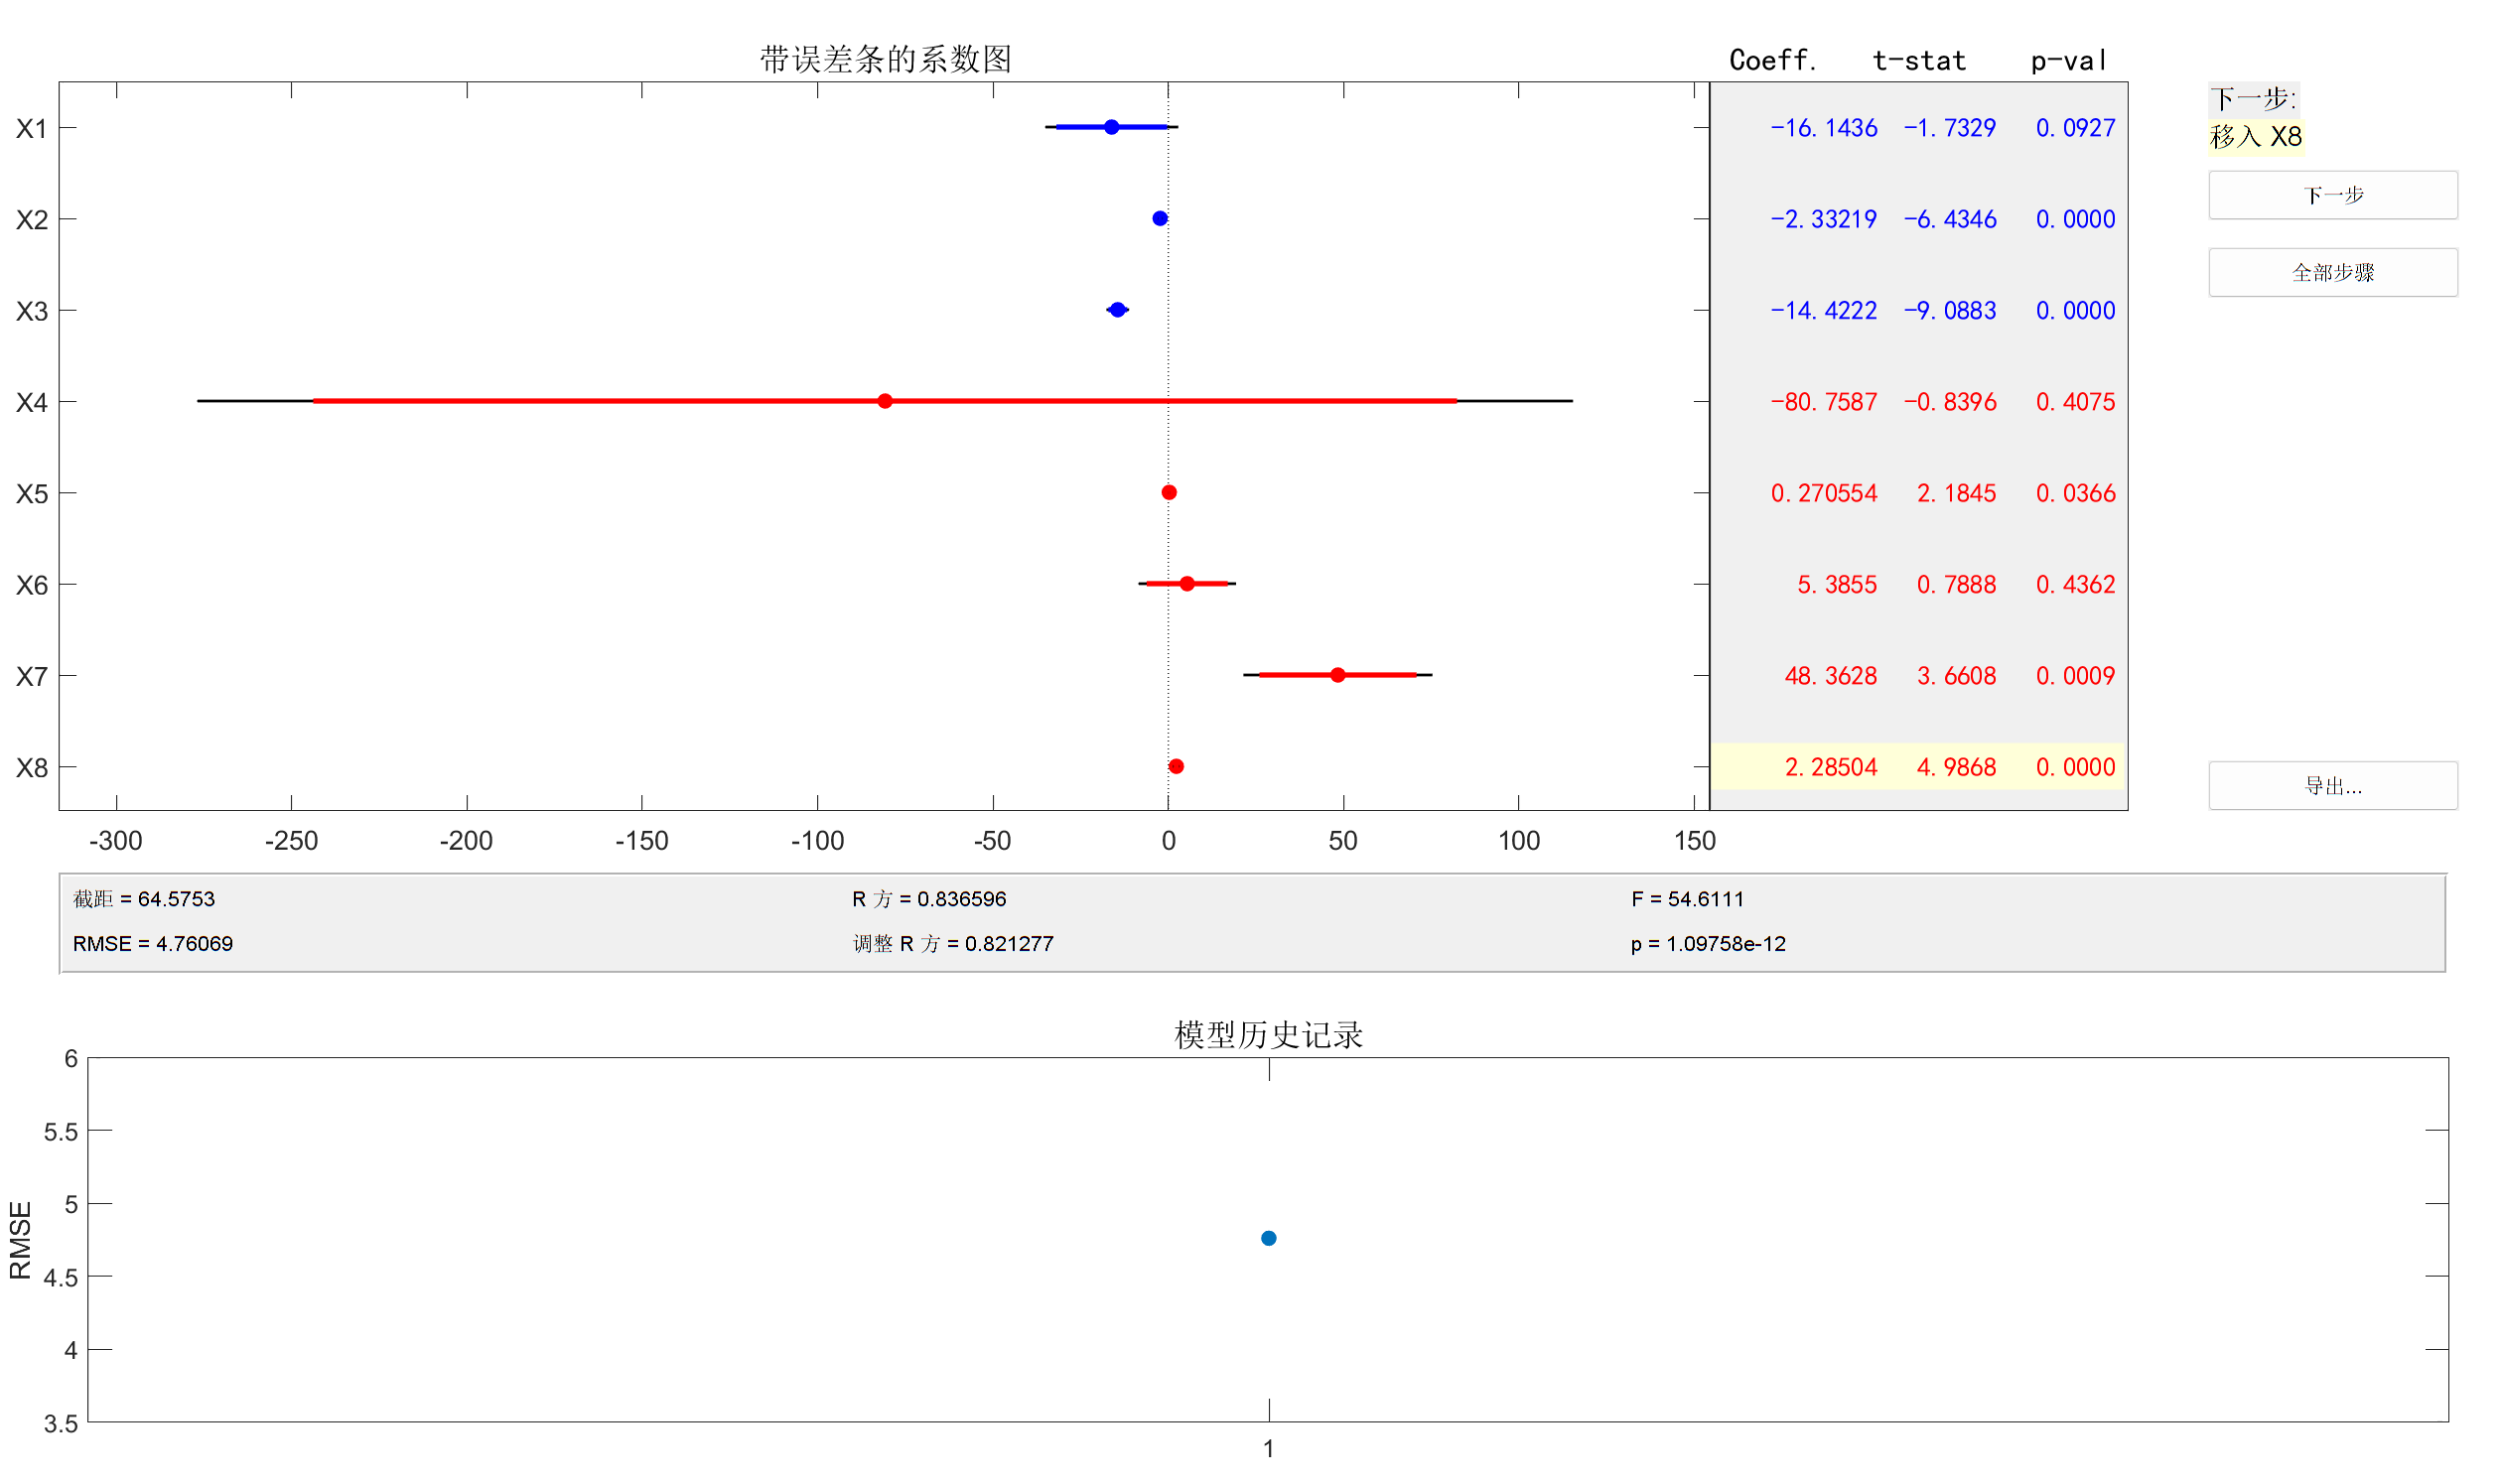 带误差条的系数图
Coeff. t-stat p-val
X1 -16.1436 -1.7329 0.0927
X2 -2.33219 -6.4346 0.0000
X3 -14.4222 -9.0883 0.0000
X4 -80.7587 -0.8396 0.4075
X5 0.270554 2.1845 0.0366
X6 5.3855 0.7888 0.4362
X7 48.3628 3.6608 0.0009
X8 2.28504 4.9868 0.0000
-300 -250 -200 -150 -100 -50 0 50 100 150
下一步:
移入 X8
下一步
全部步骤
导出...
截距 = 64.5753 R 方 = 0.836596 F = 54.6111
RMSE = 4.76069 调整 R 方 = 0.821277 p = 1.09758e-12
模型历史记录
6
5.5
5
4.5
4
3.5
RMSE
1